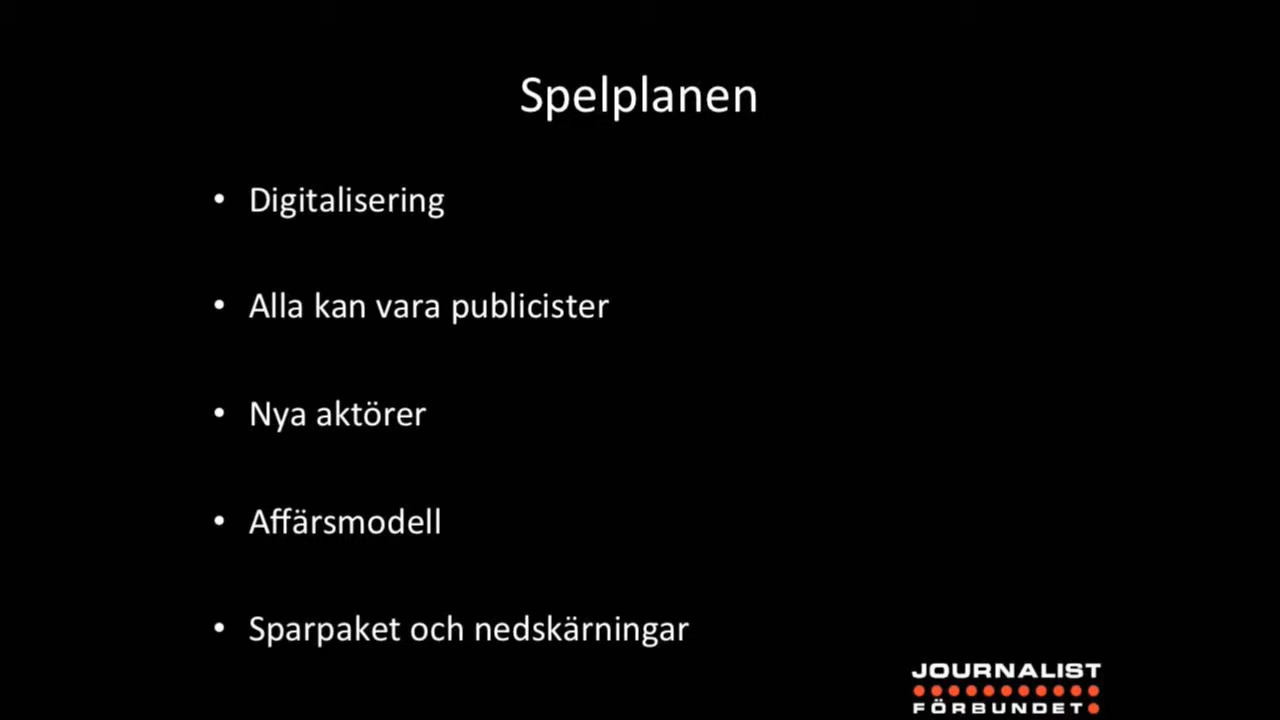 Spelplanen
• Digitalisering
• Alla kan vara publicister
• Nya aktörer
• Affärsmodell
• Sparpaket och nedskärningar
JOURNALIST
FÖRBUNDET